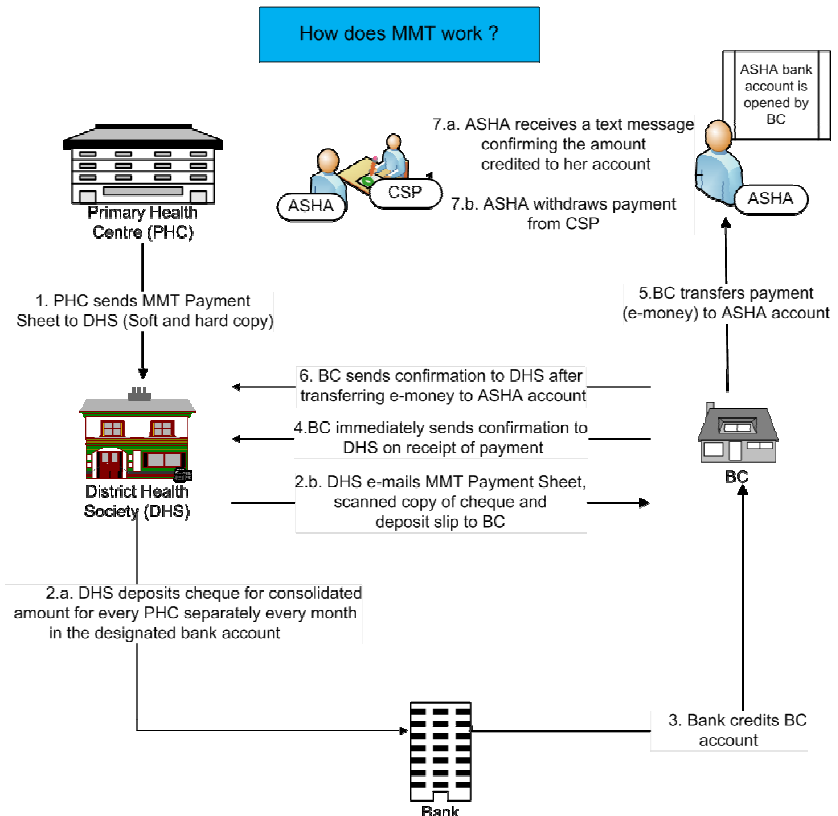 How does MMT work ?
ASHA bank
account is
opened by
BC
Primary Health
Centre (PHC)
ASHA
CSP
7.a. ASHA receives a text message
confirming the amount
credited to her account
7.b. ASHA withdraws payment
from CSP
ASHA
1. PHC sends MMT Payment
Sheet to DHS (Soft and hard copy)
5.BC transfers payment
(e-money) to ASHA account
6. BC sends confirmation to DHS after
transferring e-money to ASHA account
4.BC immediately sends confirmation to
DHS on receipt of payment
2.b. DHS e-mails MMT Payment Sheet,
scanned copy of cheque and
deposit slip to BC
District Health
Society (DHS)
BC
2.a. DHS deposits cheque for consolidated
amount for every PHC separately every month
in the designated bank account
3. Bank credits BC
account
Bank